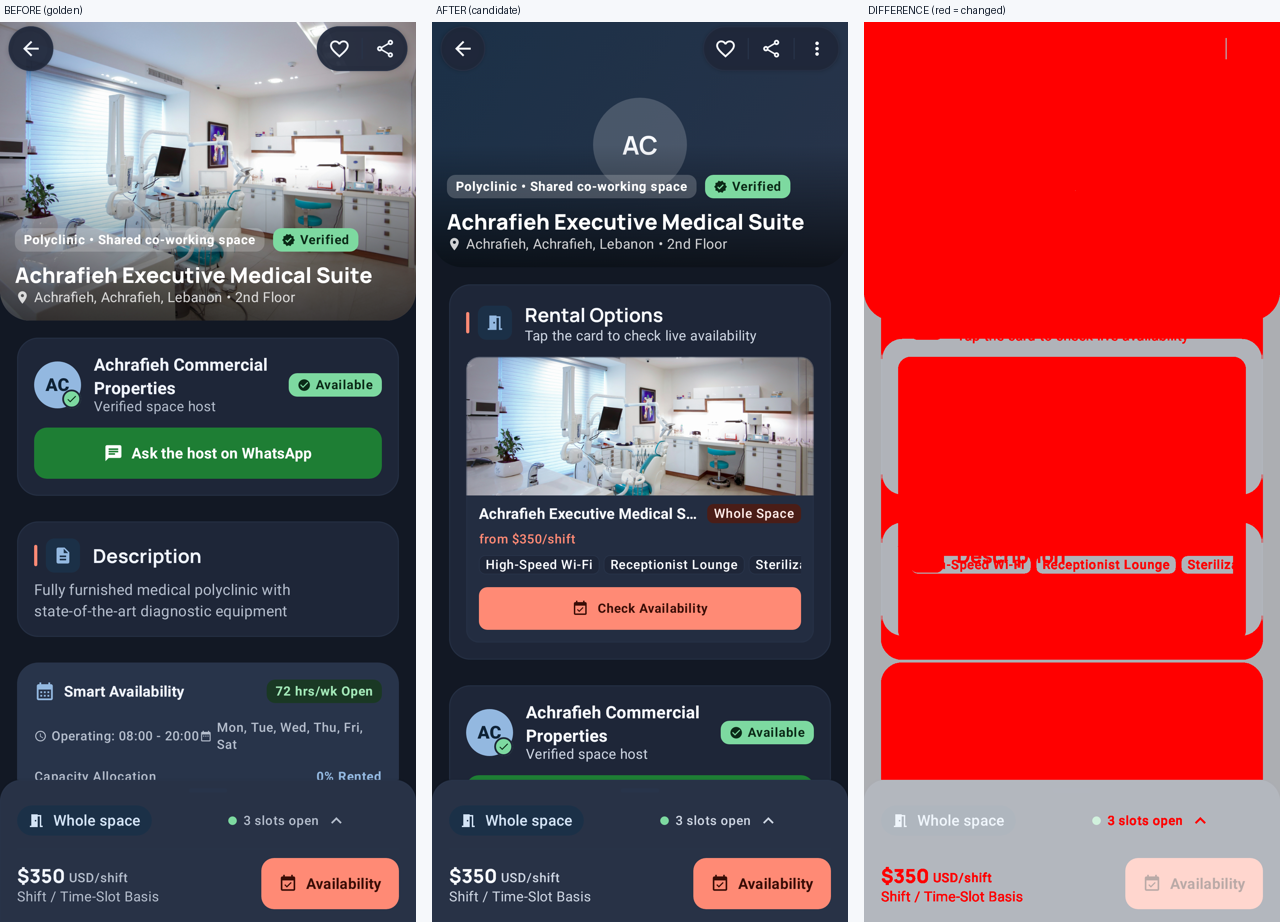 BEFORE (golden)
Polyclinic • Shared co-working space
Verified
Achrafieh Executive Medical Suite
Achrafieh, Achrafieh, Lebanon • 2nd Floor
AC
Achrafieh Commercial
Properties
Verified space host
Available
Ask the host on WhatsApp
Description
Fully furnished medical polyclinic with
state-of-the-art diagnostic equipment
Smart Availability
72 hrs/wk Open
Operating: 08:00 - 20:00
Mon, Tue, Wed, Thu, Fri,
Sat
Capacity Allocation
0% Rented
Whole space
3 slots open
$350 USD/shift
Shift / Time-Slot Basis
Availability
AFTER (candidate)
AC
Polyclinic • Shared co-working space
Verified
Achrafieh Executive Medical Suite
Achrafieh, Achrafieh, Lebanon • 2nd Floor
Rental Options
Tap the card to check live availability
Achrafieh Executive Medical S...
Whole Space
from $350/shift
High-Speed Wi-Fi
Receptionist Lounge
Steriliz
Check Availability
AC
Achrafieh Commercial
Properties
Verified space host
Available
Whole space
3 slots open
$350 USD/shift
Shift / Time-Slot Basis
Availability
DIFFERENCE (red = changed)
Tap the card to check live availability
Description
-Speed Wi-Fi
Receptionist Lounge
Steriliz
Whole space
3 slots open
$350 USD/shift
Shift / Time-Slot Basis
Availability